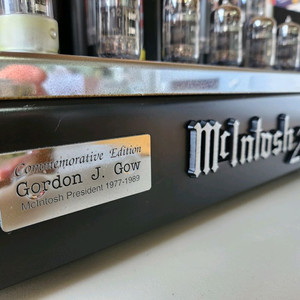 Commemorative Edition
Gordon J. Gow
McIntosh President 1977-1989
McIntosh